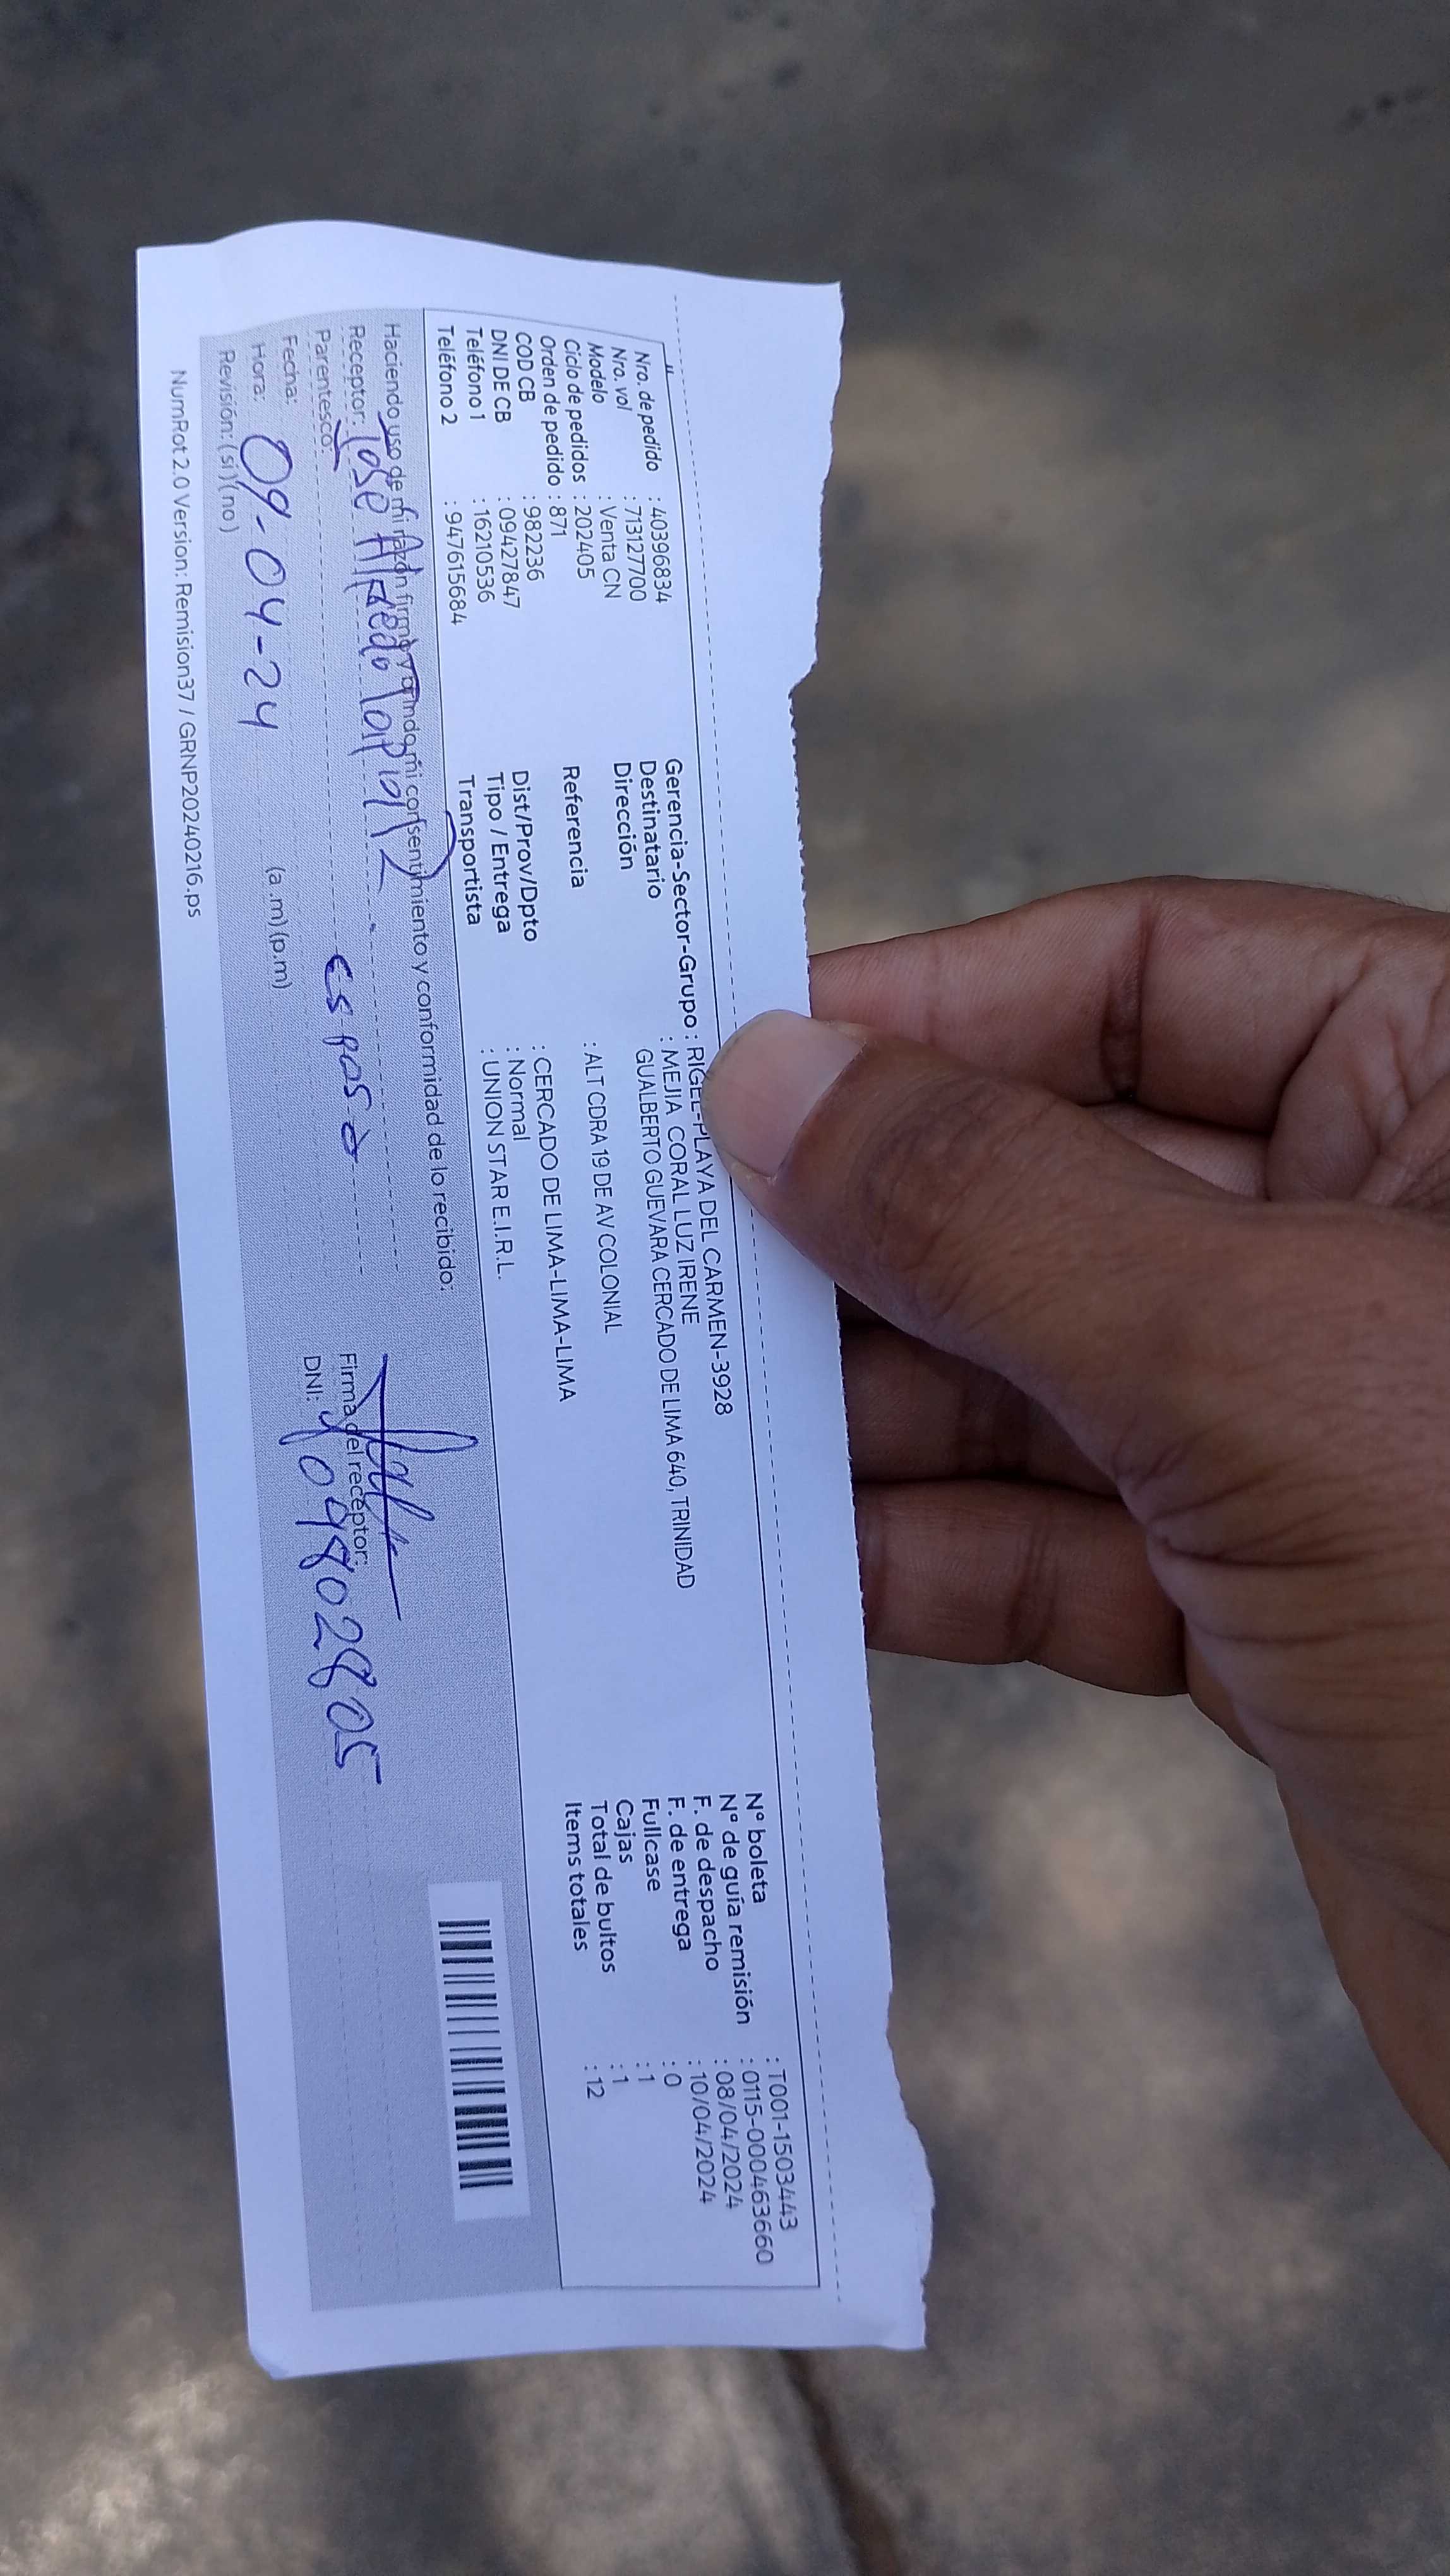 Nro. de pedido : 40396834
Nro. vol : 713127700
Modelo : Venta CN
Ciclo de pedidos : 202405
Orden de pedido : 871
COD CB : 982236
DNI DE CB : 09427847
Teléfono 1 : 16210536
Teléfono 2 : 947615684
Gerencia-Sector-Grupo : RIGEL-PLAYA DEL CARMEN-3928
Destinatario : MEJIA CORAL LUZ IRENE
Dirección GUALBERTO GUEVARA CERCADO DE LIMA 640, TRINIDAD
Referencia : ALT CDRA 19 DE AV COLONIAL
Dist/Prov/Dpto : CERCADO DE LIMA-LIMA-LIMA
Tipo / Entrega : Normal
Transportista : UNION STAR E.I.R.L.
N° boleta : T001-1503443
N° de guía remisión : 0115-000463660
F. de despacho : 08/04/2024
F. de entrega : 10/04/2024
Fullcase : 0
Cajas : 1
Total de bultos : 1
Items totales : 12
Haciendo uso de mi razón firmo y brindo mi consentimiento y conformidad de lo recibido:
Receptor: Jose Alfredo
Parentesco: esposo
Fecha: 09-04-24
Hora: (a .m) (p.m)
Revisión: ( si ) ( no )
Firma del receptor:
DNI: 09802805
NumRot 2.0 Version: Remision37 / GRNP20240216.ps